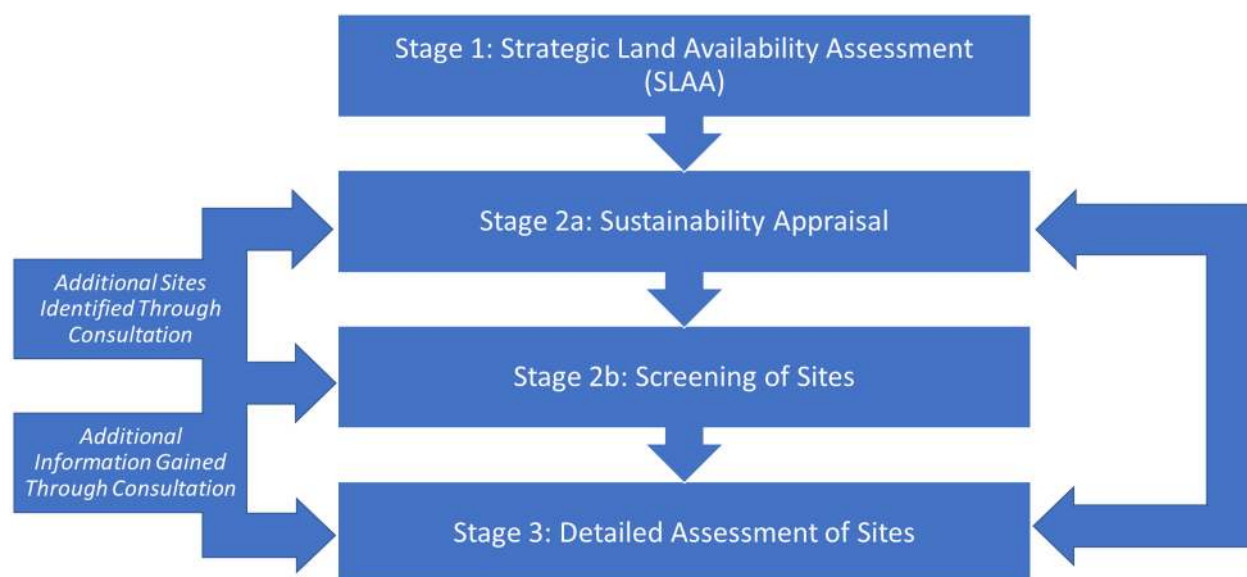 Stage 1: Strategic Land Availability Assessment
(SLAA)
Stage 2a: Sustainability Appraisal
Additional Sites
Identified Through
Consultation
Stage 2b: Screening of Sites
Additional
Information Gained
Through Consultation
Stage 3: Detailed Assessment of Sites